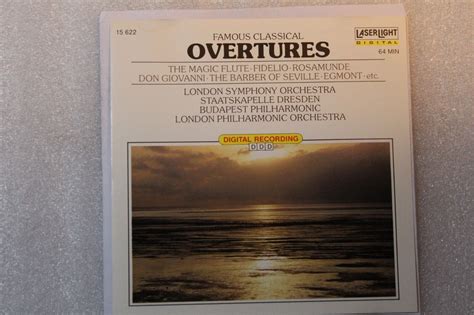 15 622
FAMOUS CLASSICAL
OVERTURES
LASERLIGHT
DIGITAL
64 MIN
THE MAGIC FLUTE·FIDELIO·ROSAMUNDE
DON GIOVANNI·THE BARBER OF SEVILLE·EGMONT·etc.
LONDON SYMPHONY ORCHESTRA
STAATSKAPELLE DRESDEN
BUDAPEST PHILHARMONIC
LONDON PHILHARMONIC ORCHESTRA
DIGITAL RECORDING
DDD